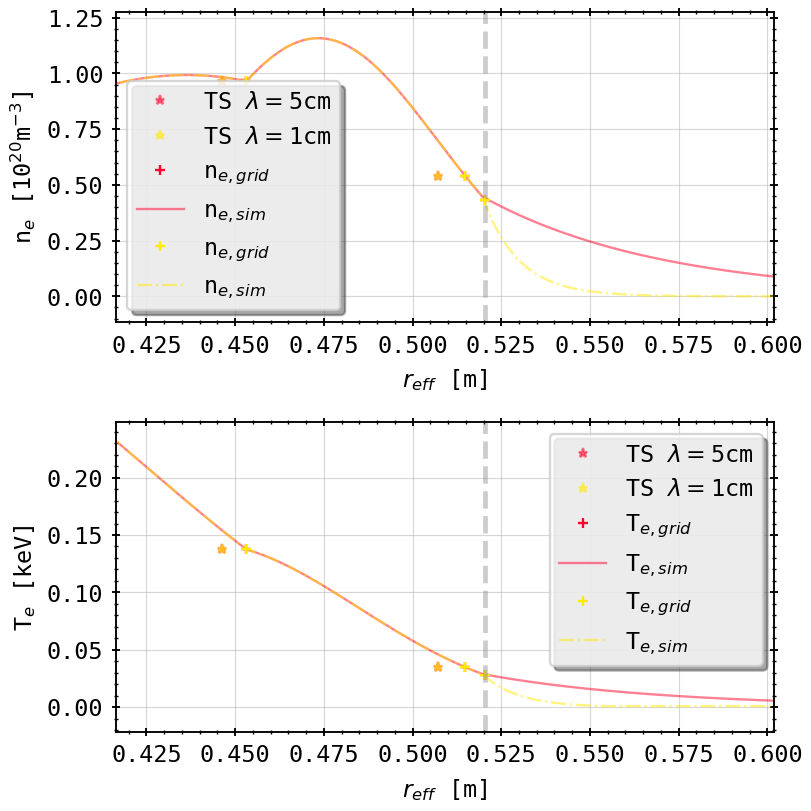 1.25
1.00
0.75
0.50
0.25
0.00
n_e [10^20 m^−3]
TS λ = 5cm
TS λ = 1cm
n_e,grid
n_e,sim
n_e,grid
n_e,sim
0.425 0.450 0.475 0.500 0.525 0.550 0.575 0.600
r_eff [m]
0.20
0.15
0.10
0.05
0.00
T_e [keV]
TS λ = 5cm
TS λ = 1cm
T_e,grid
T_e,sim
T_e,grid
T_e,sim
0.425 0.450 0.475 0.500 0.525 0.550 0.575 0.600
r_eff [m]